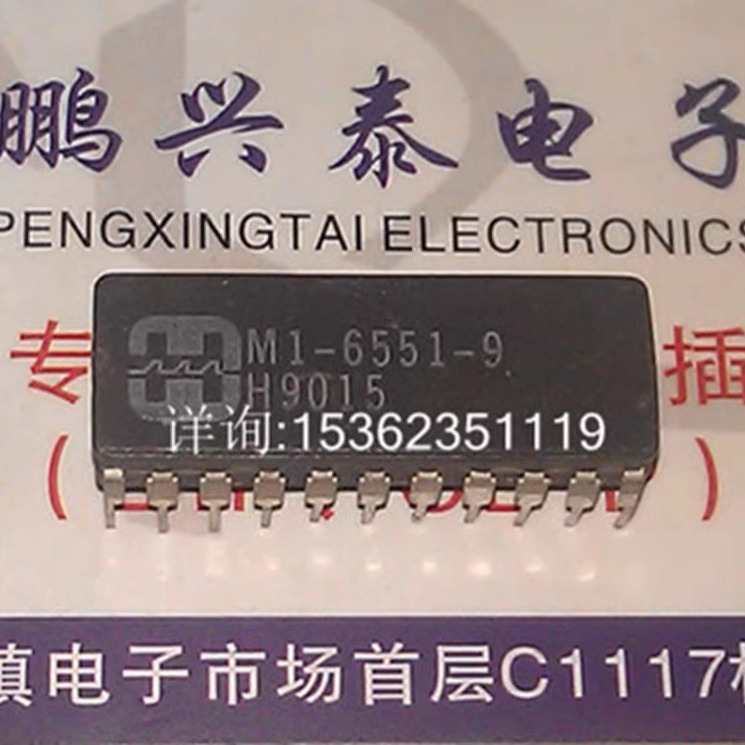 鹏兴泰电子
PENGXINGTAI ELECTRONICS
专 插
M1-6551-9
H9015
详询:15362351119
( )
镇电子市场首层C1117